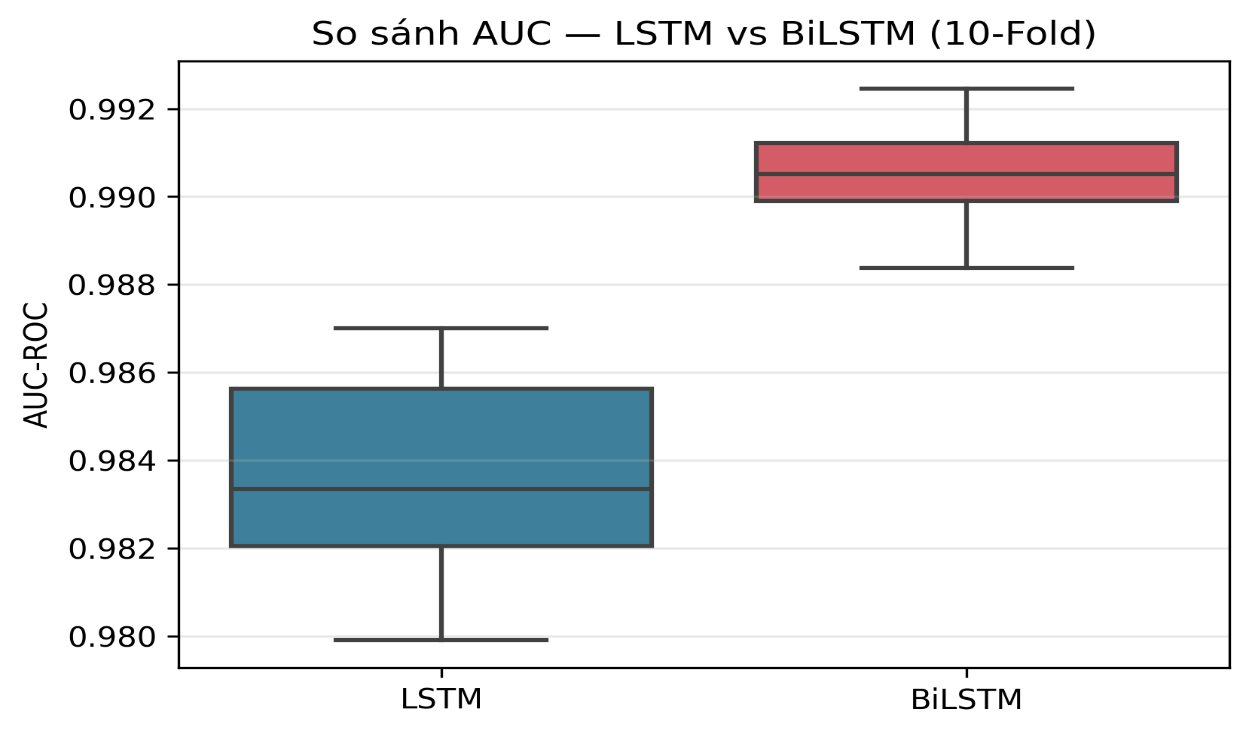 So sánh AUC — LSTM vs BiLSTM (10-Fold)
AUC-ROC
0.992
0.990
0.988
0.986
0.984
0.982
0.980
LSTM
BiLSTM